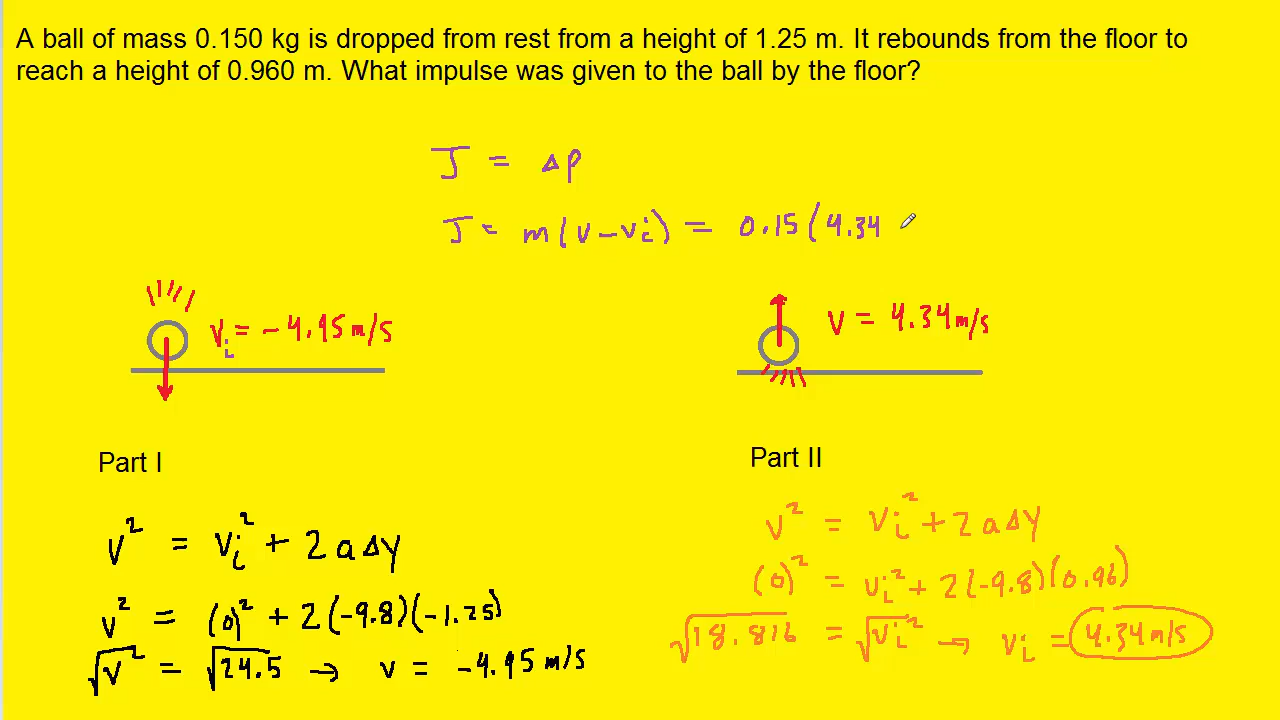 A ball of mass 0.150 kg is dropped from rest from a height of 1.25 m. It rebounds from the floor to
reach a height of 0.960 m. What impulse was given to the ball by the floor?
J = Δp
J = m(v-vi) = 0.15(4.34
vi = -4.95 m/s
v = 4.34 m/s
Part I
v² = vi² + 2aΔy
v² = (0)² + 2(-9.8)(-1.25)
√v² = √24.5 → v = -4.95 m/s
Part II
v² = vi² + 2aΔy
(0)² = vi² + 2(-9.8)(0.96)
√18.816 = √vi² → vi = 4.34 m/s